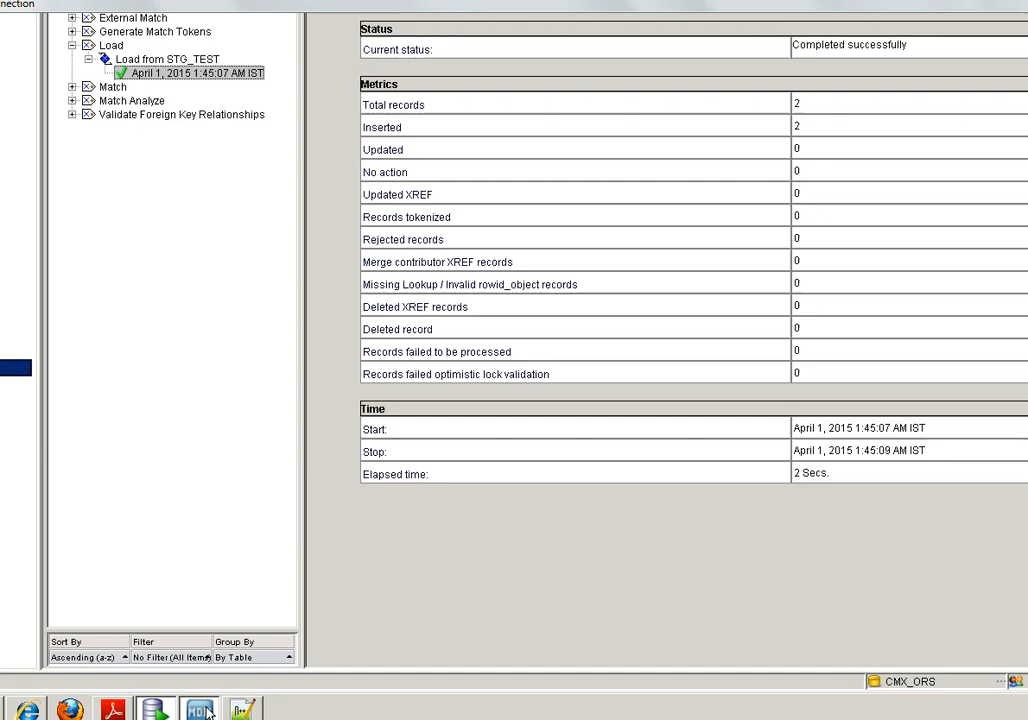 nection
External Match
Generate Match Tokens
Load
Load from STG_TEST
April 1, 2015 1:45:07 AM IST
Match
Match Analyze
Validate Foreign Key Relationships
Sort By Filter Group By
Ascending (a-z) No Filter (All Items) By Table
Status
Current status: Completed successfully
Metrics
Total records 2
Inserted 2
Updated 0
No action 0
Updated XREF 0
Records tokenized 0
Rejected records 0
Merge contributor XREF records 0
Missing Lookup / Invalid rowid_object records 0
Deleted XREF records 0
Deleted record 0
Records failed to be processed 0
Records failed optimistic lock validation 0
Time
Start: April 1, 2015 1:45:07 AM IST
Stop: April 1, 2015 1:45:09 AM IST
Elapsed time: 2 Secs.
CMX_ORS